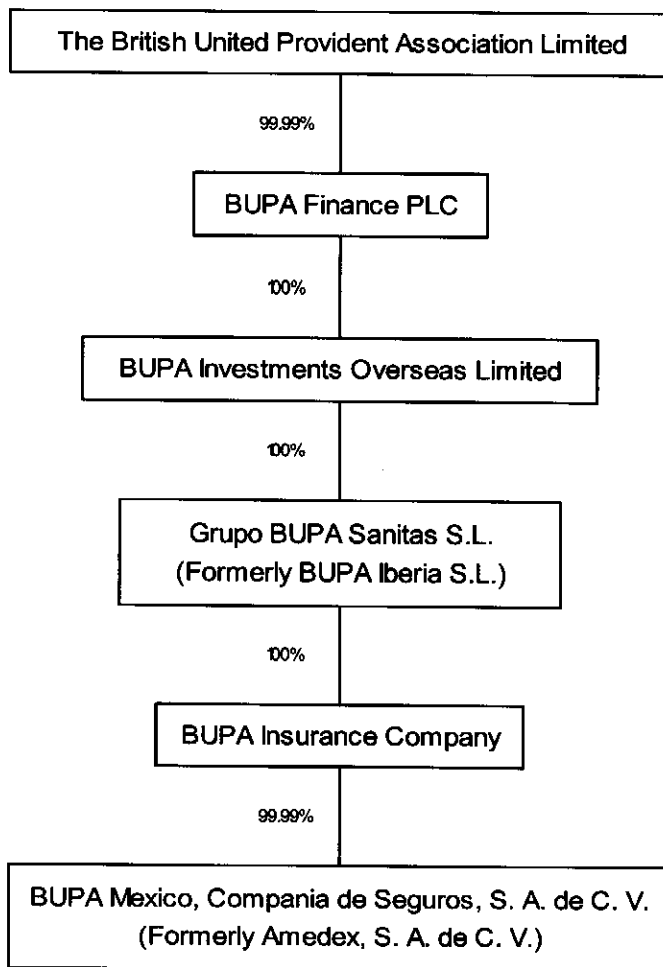 The British United Provident Association Limited
99.99%
BUPA Finance PLC
100%
BUPA Investments Overseas Limited
100%
Grupo BUPA Sanitas S.L.
(Formerly BUPA Iberia S.L.)
100%
BUPA Insurance Company
99.99%
BUPA Mexico, Compania de Seguros, S. A. de C. V.
(Formerly Amedex, S. A. de C. V.)